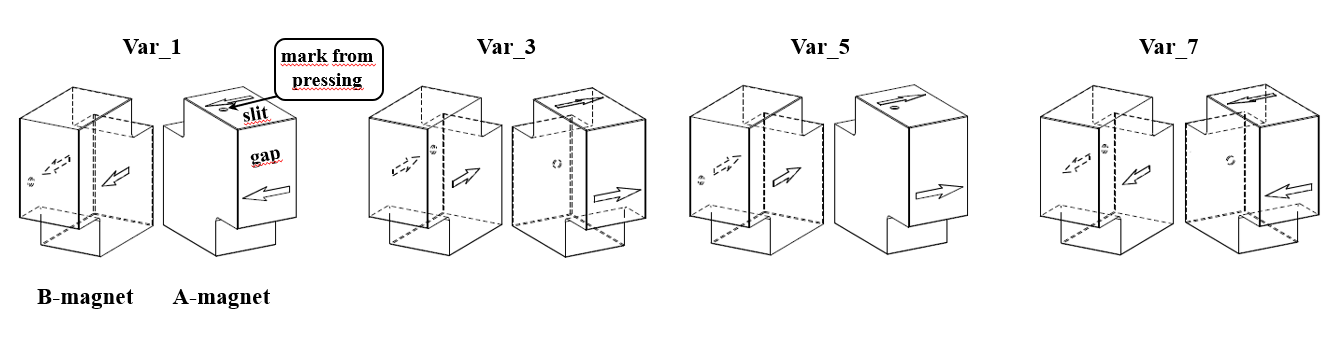 Var_1
mark from
pressing
slit
gap
B-magnet
A-magnet
Var_3
Var_5
Var_7